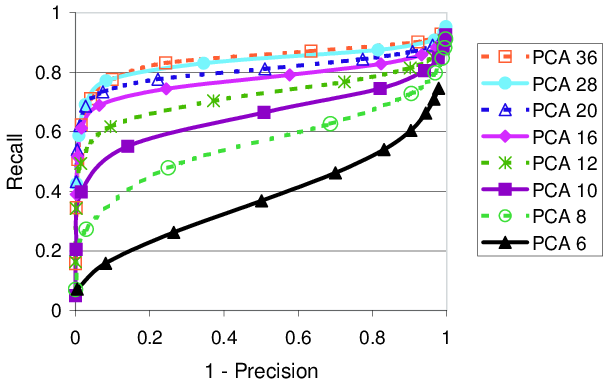 1
0.8
0.6
0.4
0.2
0
0 0.2 0.4 0.6 0.8 1
Recall
1 - Precision
PCA 36
PCA 28
PCA 20
PCA 16
PCA 12
PCA 10
PCA 8
PCA 6